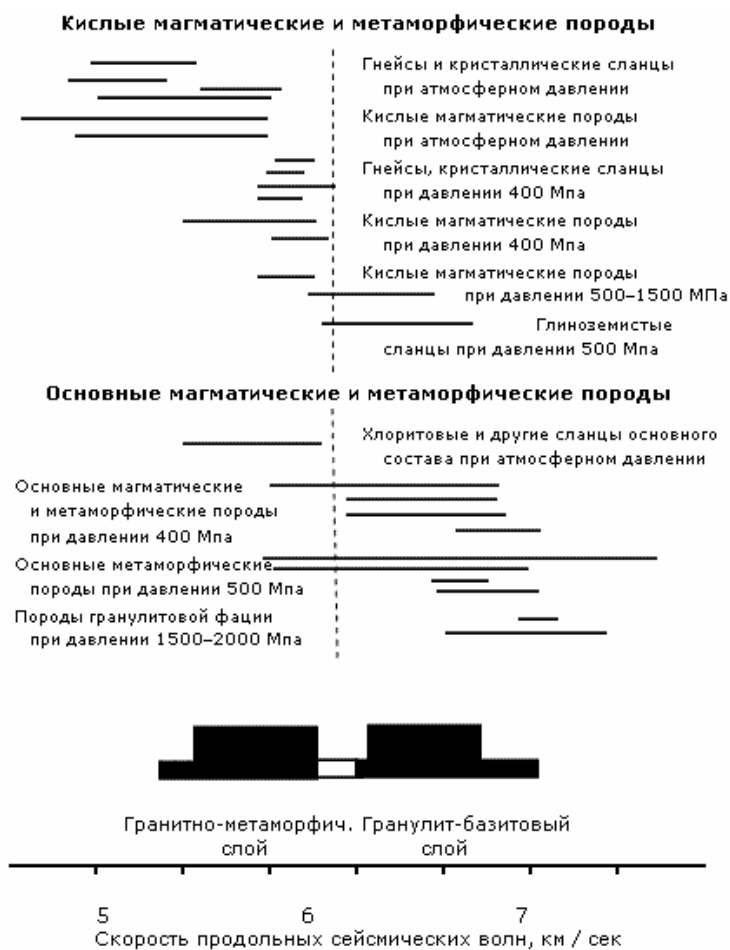 Кислые магматические и метаморфические породы
Гнейсы и кристаллические сланцы
при атмосферном давлении
Кислые магматические породы
при атмосферном давлении
Гнейсы, кристаллические сланцы
при давлении 400 Мпа
Кислые магматические породы
при давлении 400 Мпа
Кислые магматические породы
при давлении 500–1500 МПа
Глиноземистые
сланцы при давлении 500 Мпа
Основные магматические и метаморфические породы
Хлоритовые и другие сланцы основного
состава при атмосферном давлении
Основные магматические
и метаморфические породы
при давлении 400 Мпа
Основные метаморфические
породы при давлении 500 Мпа
Породы гранулитовой фации
при давлении 1500–2000 Мпа
Гранитно-метаморфич. Гранулит-базитовый
слой слой
5 6 7
Скорость продольных сейсмических волн, км / сек